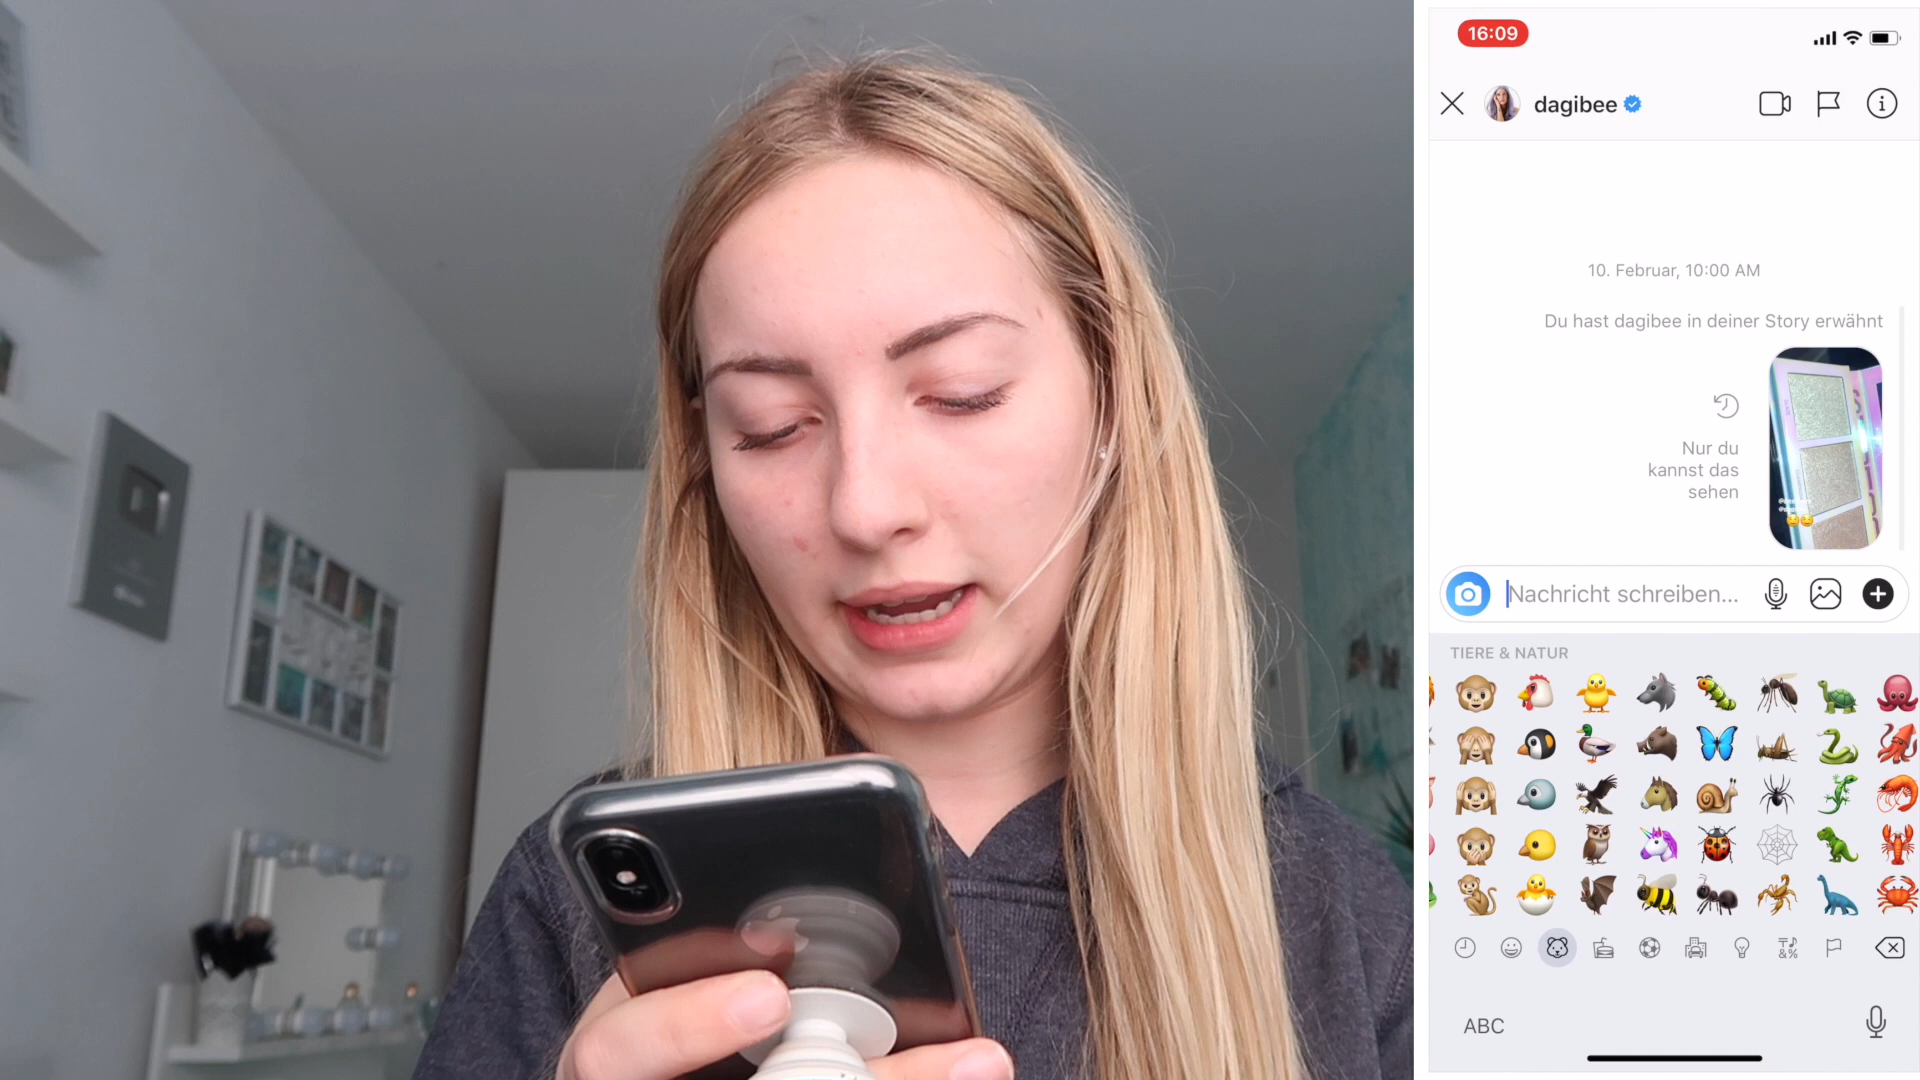 16:09
dagibee
10. Februar, 10:00 AM
Du hast dagibee in deiner Story erwähnt
Nur du
kannst das
sehen
Nachricht schreiben...
TIERE & NATUR
ABC